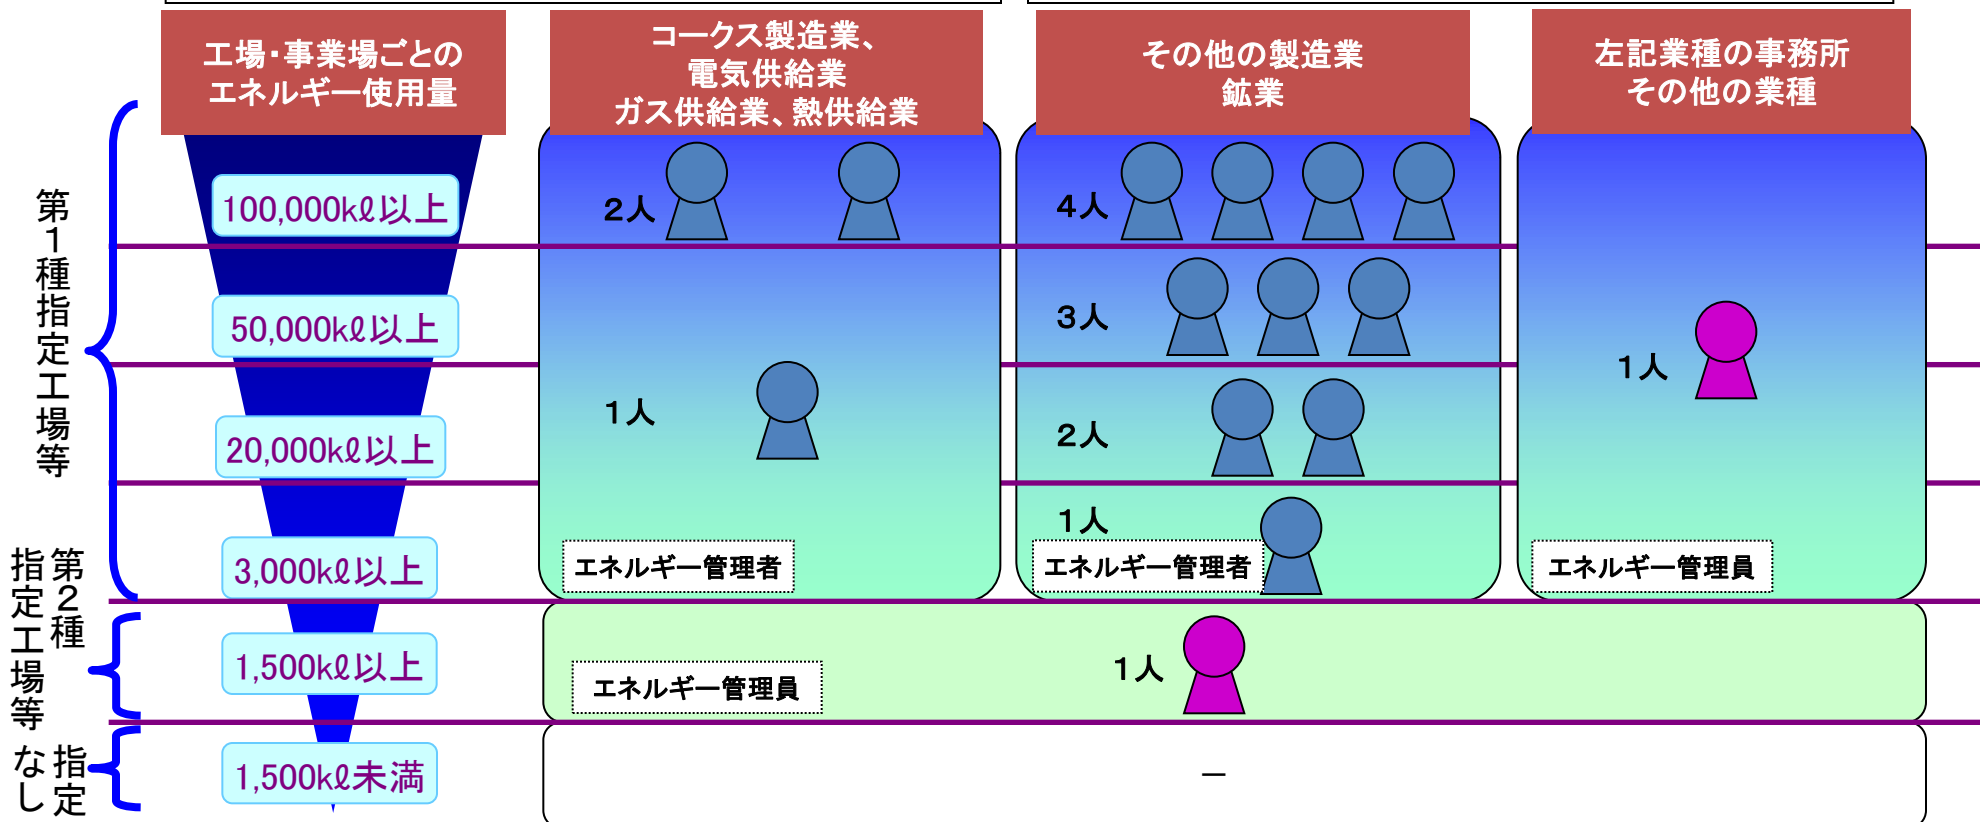 工場・事業場ごとの
エネルギー使用量
コークス製造業、
電気供給業
ガス供給業、熱供給業
その他の製造業
鉱業
左記業種の事務所
その他の業種
第1種指定工場等
100,000kℓ以上
2人
4人
50,000kℓ以上
3人
1人
1人
20,000kℓ以上
2人
1人
3,000kℓ以上
エネルギー管理者
エネルギー管理者
エネルギー管理員
第2種
指定工場等
1,500kℓ以上
エネルギー管理員
1人
指定
なし
1,500kℓ未満
－